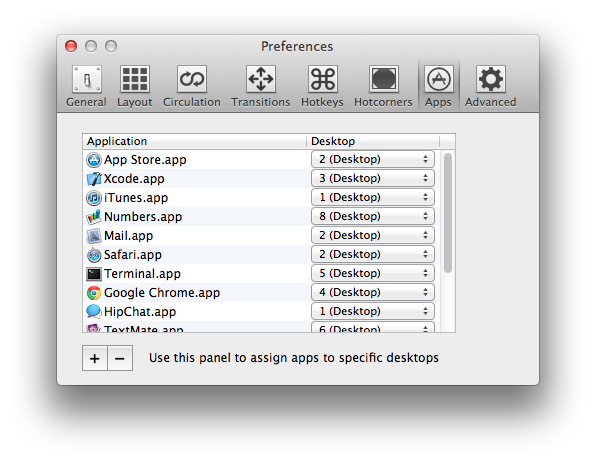 Preferences
General Layout Circulation Transitions Hotkeys Hotcorners Apps Advanced
Application Desktop
App Store.app 2 (Desktop)
Xcode.app 3 (Desktop)
iTunes.app 1 (Desktop)
Numbers.app 8 (Desktop)
Mail.app 2 (Desktop)
Safari.app 2 (Desktop)
Terminal.app 5 (Desktop)
Google Chrome.app 4 (Desktop)
HipChat.app 1 (Desktop)
TextMate.app 6 (Desktop)
+ − Use this panel to assign apps to specific desktops